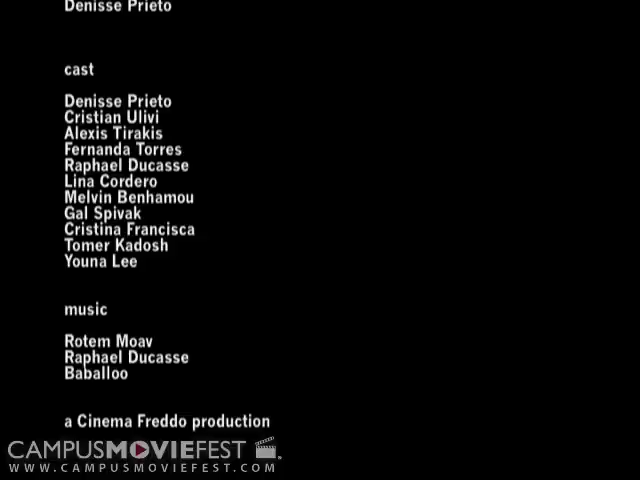 Denisse Prieto
cast
Denisse Prieto
Cristian Ulivi
Alexis Tirakis
Fernanda Torres
Raphael Ducasse
Lina Cordero
Melvin Benhamou
Gal Spivak
Cristina Francisca
Tomer Kadosh
Youna Lee
music
Rotem Moav
Raphael Ducasse
Baballoo
a Cinema Freddo production
CAMPUSMOVIEFEST
WWW.CAMPUSMOVIEFEST.COM